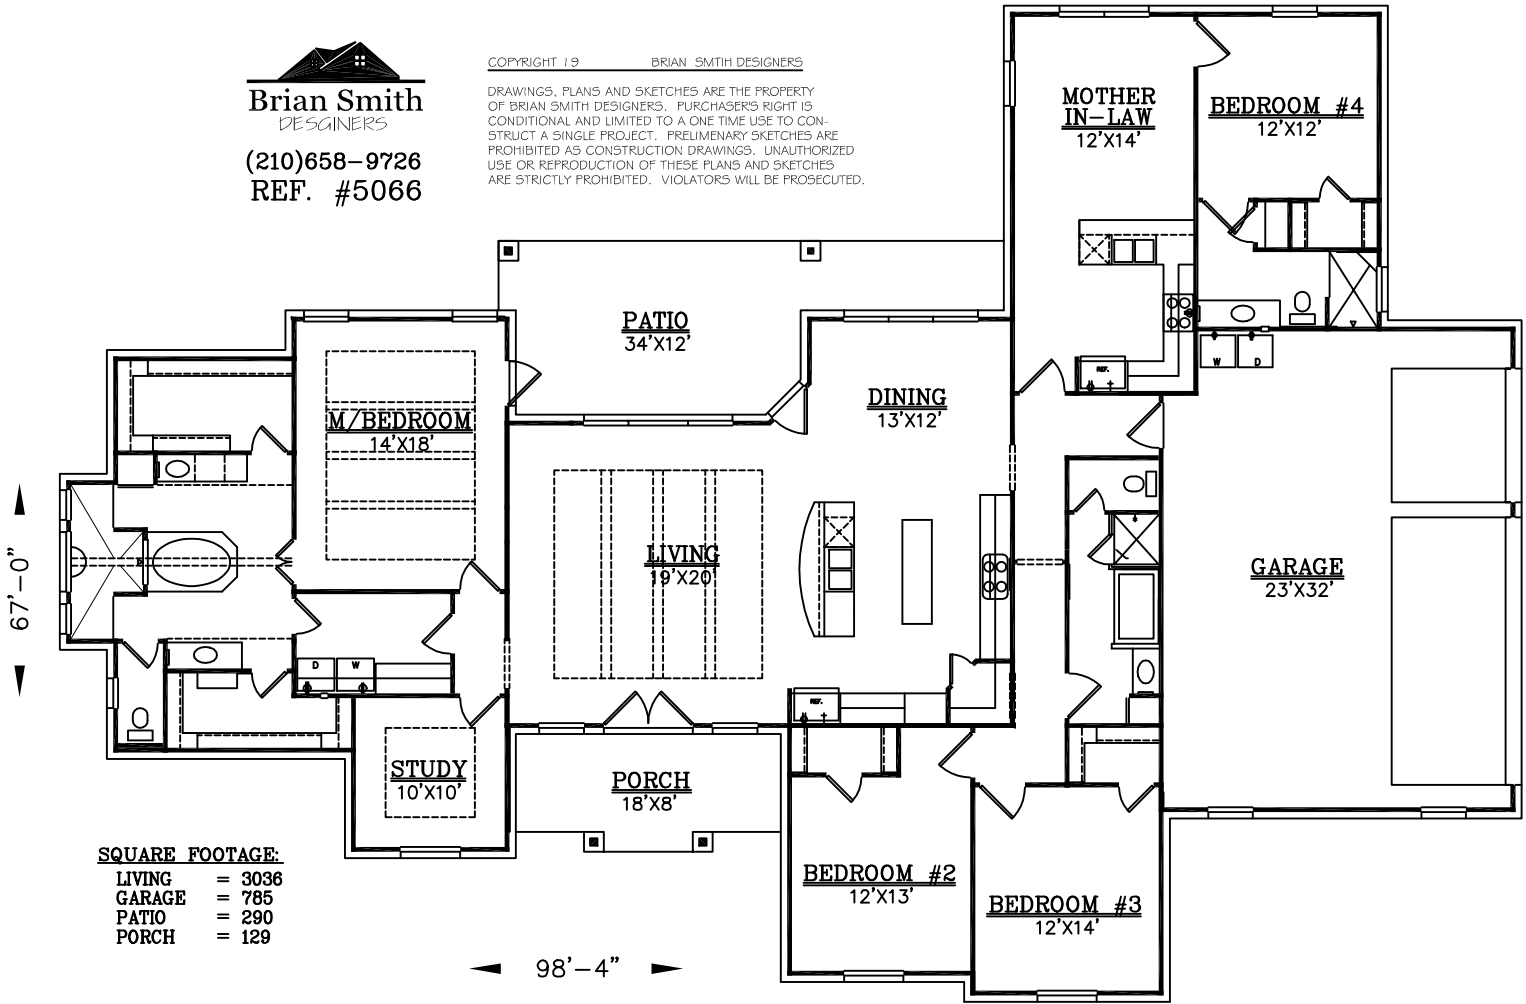 Brian Smith
DESGINERS
(210)658-9726
REF. #5066
COPYRIGHT 19 BRIAN SMTIH DESIGNERS
DRAWINGS, PLANS AND SKETCHES ARE THE PROPERTY
OF BRIAN SMITH DESIGNERS. PURCHASER'S RIGHT IS
CONDITIONAL AND LIMITED TO A ONE TIME USE TO CON-
STRUCT A SINGLE PROJECT. PRELIMENARY SKETCHES ARE
PROHIBITED AS CONSTRUCTION DRAWINGS. UNAUTHORIZED
USE OR REPRODUCTION OF THESE PLANS AND SKETCHES
ARE STRICTLY PROHIBITED. VIOLATORS WILL BE PROSECUTED.
MOTHER
IN-LAW
12'X14'
BEDROOM #4
12'X12'
PATIO
34'X12'
REF.
W
D
M/BEDROOM
14'X18'
DINING
13'X12'
LIVING
19'X20'
GARAGE
23'X32'
67'-0"
D
W
REF.
STUDY
10'X10'
PORCH
18'X8'
BEDROOM #2
12'X13'
BEDROOM #3
12'X14'
SQUARE FOOTAGE:
LIVING = 3036
GARAGE = 785
PATIO = 290
PORCH = 129
98'-4"